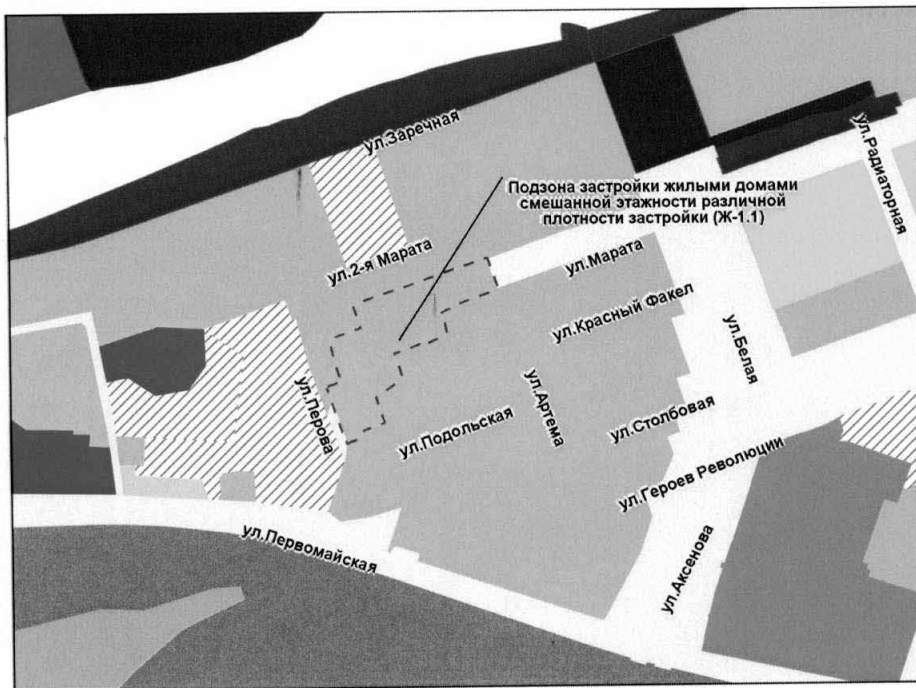 ул.Заречная
ул.Радиаторная
Подзона застройки жилыми домами
смешанной этажности различной
плотности застройки (Ж-1.1)
ул.2-я Марата
ул.Марата
ул.Красный Факел
ул.Белая
ул.Перова
ул.Артема
ул.Подольская
ул.Столбовая
ул.Героев Революции
ул.Первомайская
ул.Аксенова